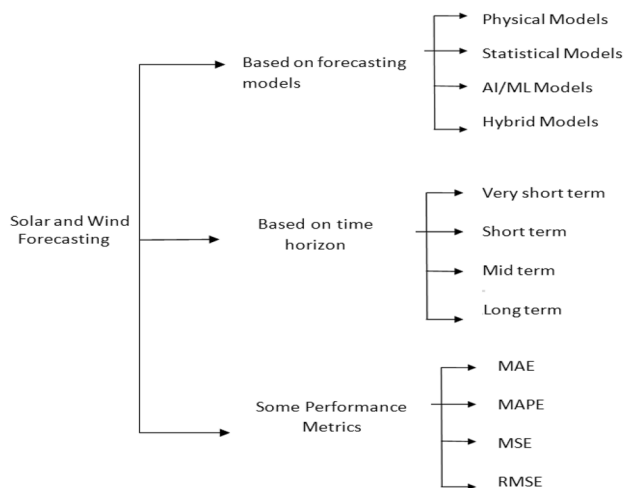 Solar and Wind
Forecasting
Based on forecasting
models
Physical Models
Statistical Models
AI/ML Models
Hybrid Models
Based on time
horizon
Very short term
Short term
Mid term
Long term
Some Performance
Metrics
MAE
MAPE
MSE
RMSE